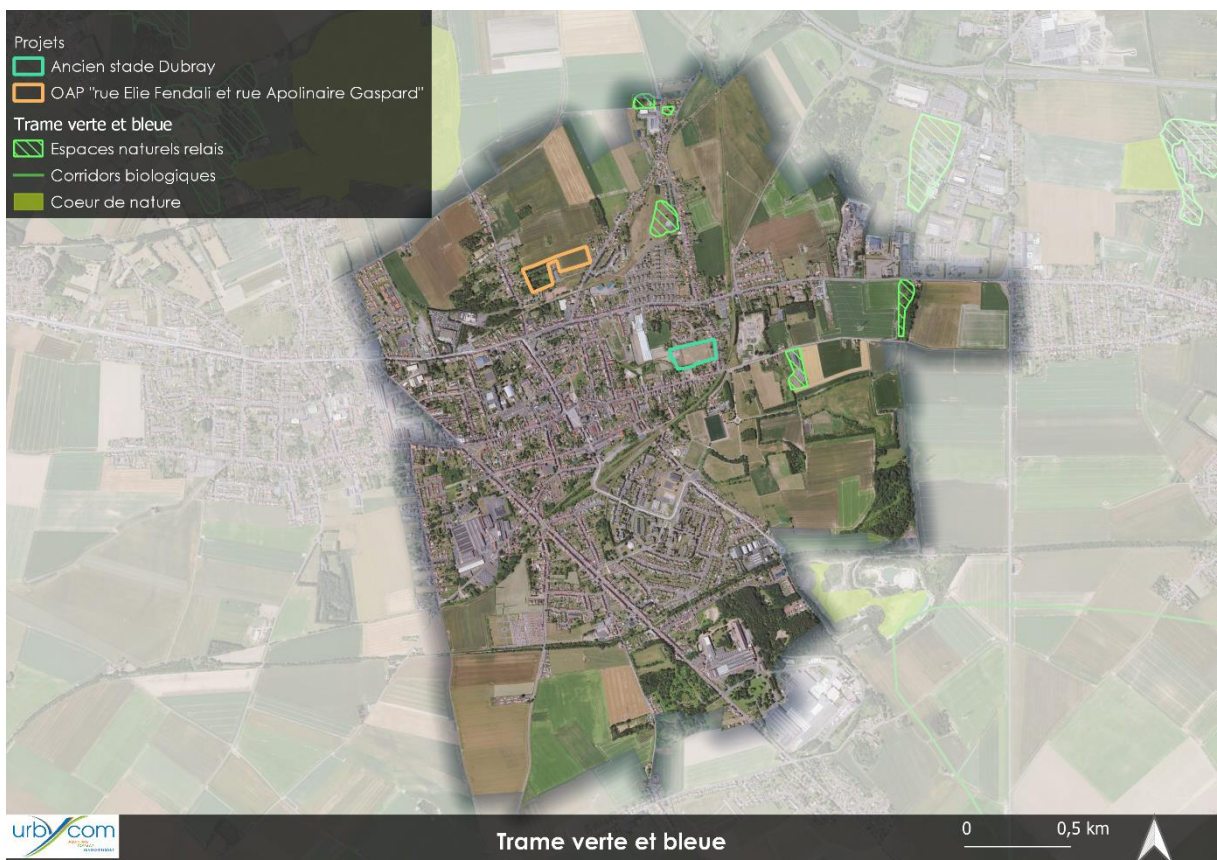 Projets
Ancien stade Dubray
OAP "rue Elie Fendali et rue Apolinaire Gaspard"
Trame verte et bleue
Espaces naturels relais
Corridors biologiques
Coeur de nature
urbycom
Trame verte et bleue
0 0,5 km